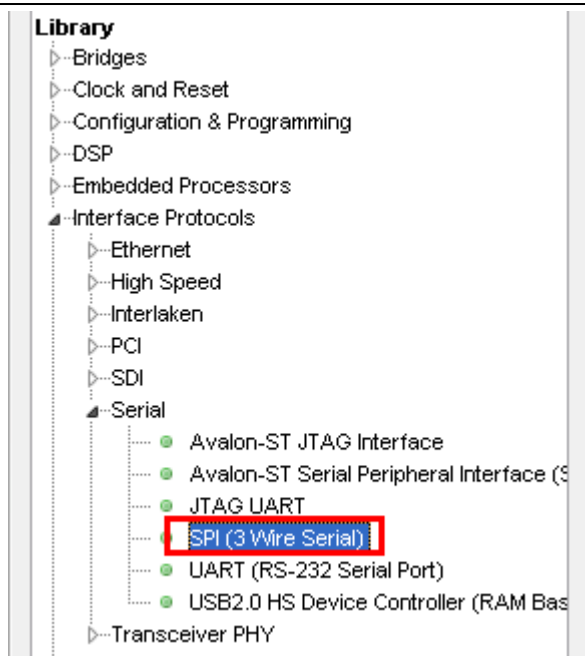 Library
Bridges
Clock and Reset
Configuration & Programming
DSP
Embedded Processors
Interface Protocols
Ethernet
High Speed
Interlaken
PCI
SDI
Serial
Avalon-ST JTAG Interface
Avalon-ST Serial Peripheral Interface (S
JTAG UART
SPI (3 Wire Serial)
UART (RS-232 Serial Port)
USB2.0 HS Device Controller (RAM Bas
Transceiver PHY